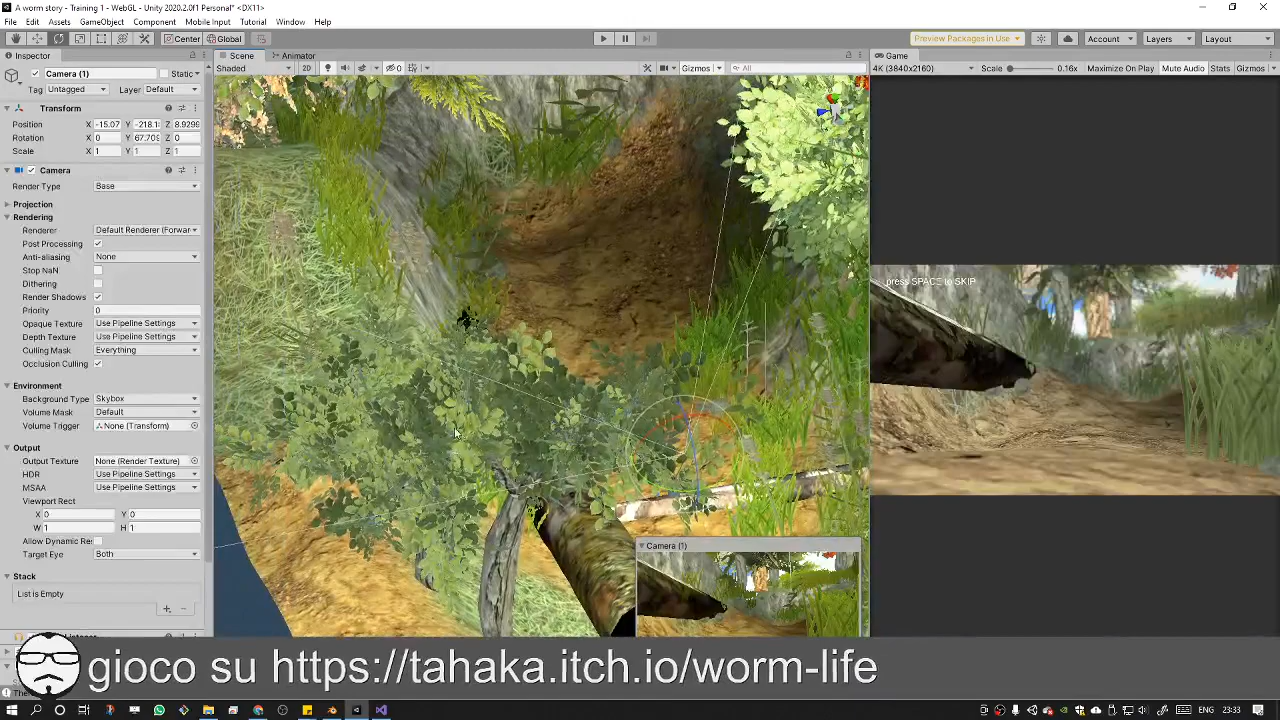 A worm story - Training 1 - WebGL - Unity 2020.2.0f1 Personal* <DX11>
File Edit Assets GameObject Component Mobile Input Tutorial Window Help
Center Global
Preview Packages in Use Account Layers Layout
Inspector Scene Animator Game
Shaded 2D 0 Gizmos All 4K (3840x2160) Scale 0.16x Maximize On Play Mute Audio Stats Gizmos
Camera (1) Static
Tag Untagged Layer Default
Transform
Position X -15.07 Y -218.1 Z 8.9299
Rotation X 0 Y 67.709 Z 0
Scale X 1 Y 1 Z 1
Camera
Render Type Base
Projection
Rendering
Renderer Default Renderer (Forwar
Post Processing
Anti-aliasing None
Stop NaN
Dithering
Render Shadows
Priority 0
Opaque Texture Use Pipeline Settings
Depth Texture Use Pipeline Settings
Culling Mask Everything
Occlusion Culling
Environment
Background Type Skybox
Volume Mask Default
Volume Trigger None (Transform)
Output
Output Texture None (Render Texture)
HDR Use Pipeline Settings
MSAA Use Pipeline Settings
Viewport Rect
X 0 Y 0
W 1 H 1
Allow Dynamic Res
Target Eye Both
Stack
List is Empty
press SPACE to SKIP
Camera (1)
gioco su https://tahaka.itch.io/worm-life
ENG 23:33